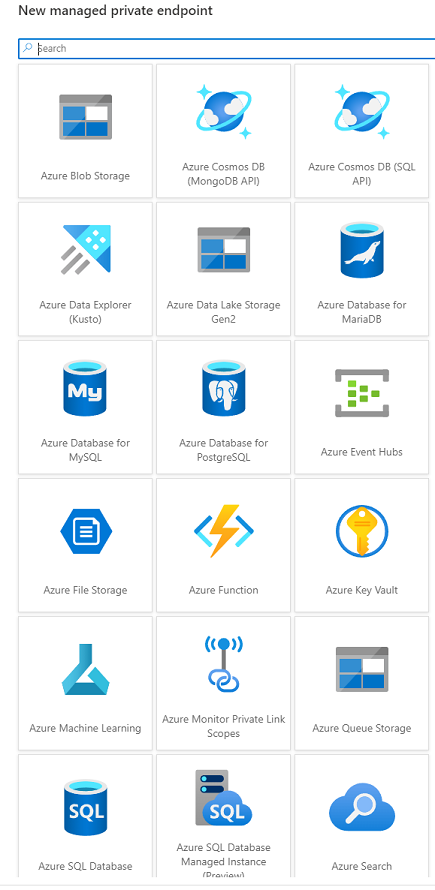 New managed private endpoint
Search
Azure Blob Storage
Azure Cosmos DB
(MongoDB API)
Azure Cosmos DB (SQL
API)
Azure Data Explorer
(Kusto)
Azure Data Lake Storage
Gen2
Azure Database for
MariaDB
My
Azure Database for
MySQL
Azure Database for
PostgreSQL
Azure Event Hubs
Azure File Storage
Azure Function
Azure Key Vault
Azure Machine Learning
Azure Monitor Private Link
Scopes
Azure Queue Storage
SQL
Azure SQL Database
SQL
Azure SQL Database
Managed Instance
(Preview)
Azure Search